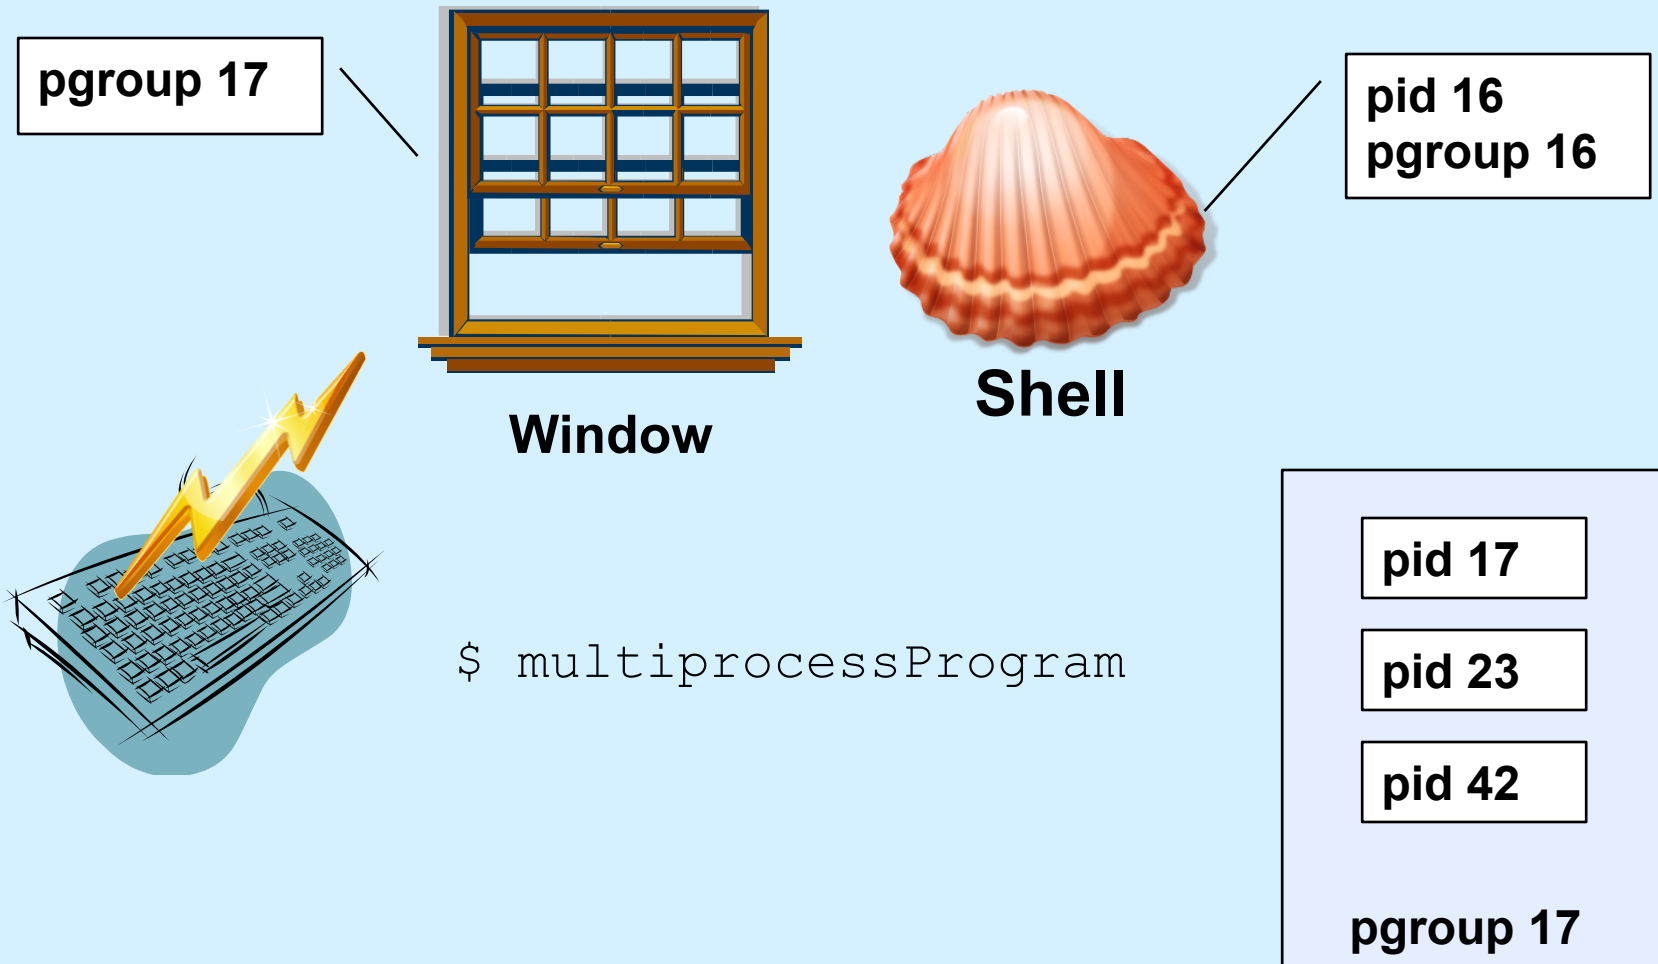 pgroup 17
pid 16
pgroup 16
Shell
Window
$ multiprocessProgram
pid 17
pid 23
pid 42
pgroup 17